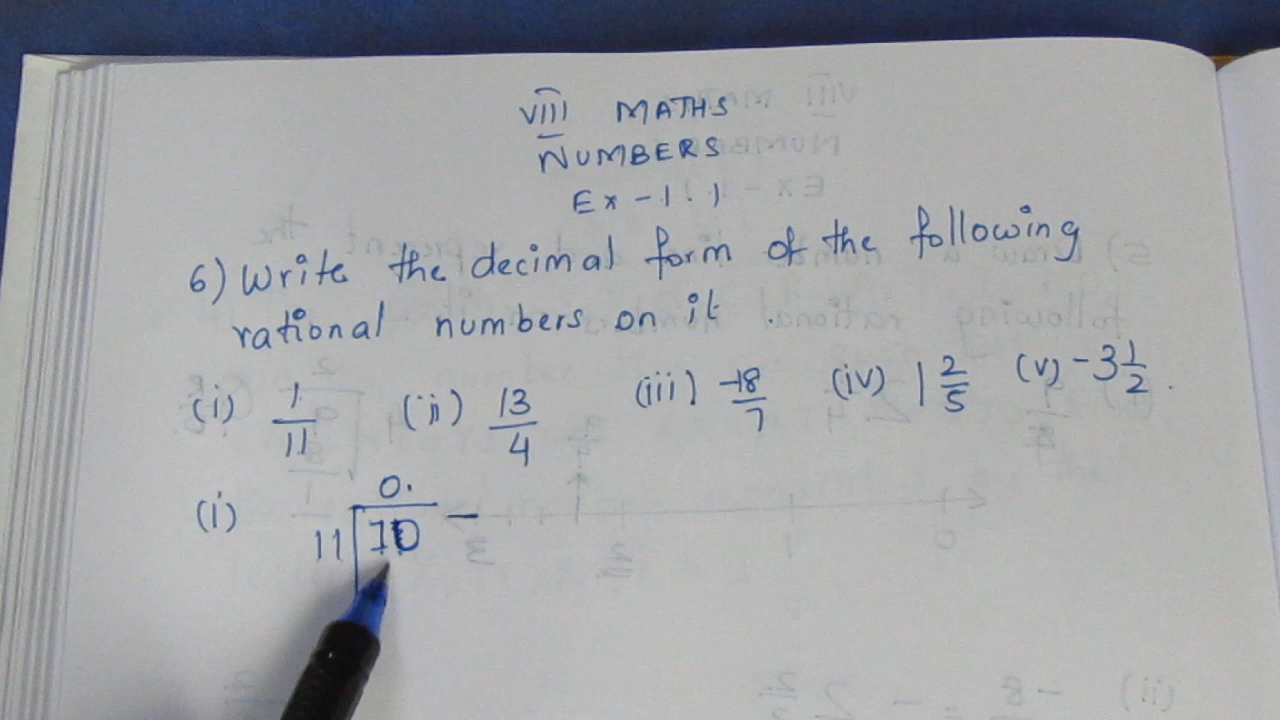 VIII MATHS
NUMBERS
Ex - 1.1
6) Write the decimal form of the following
rational numbers on it.
(i) 1/11 (ii) 13/4 (iii) -18/7 (iv) 1 2/5 (v) -3 1/2.
(i) 0.
11 10 -